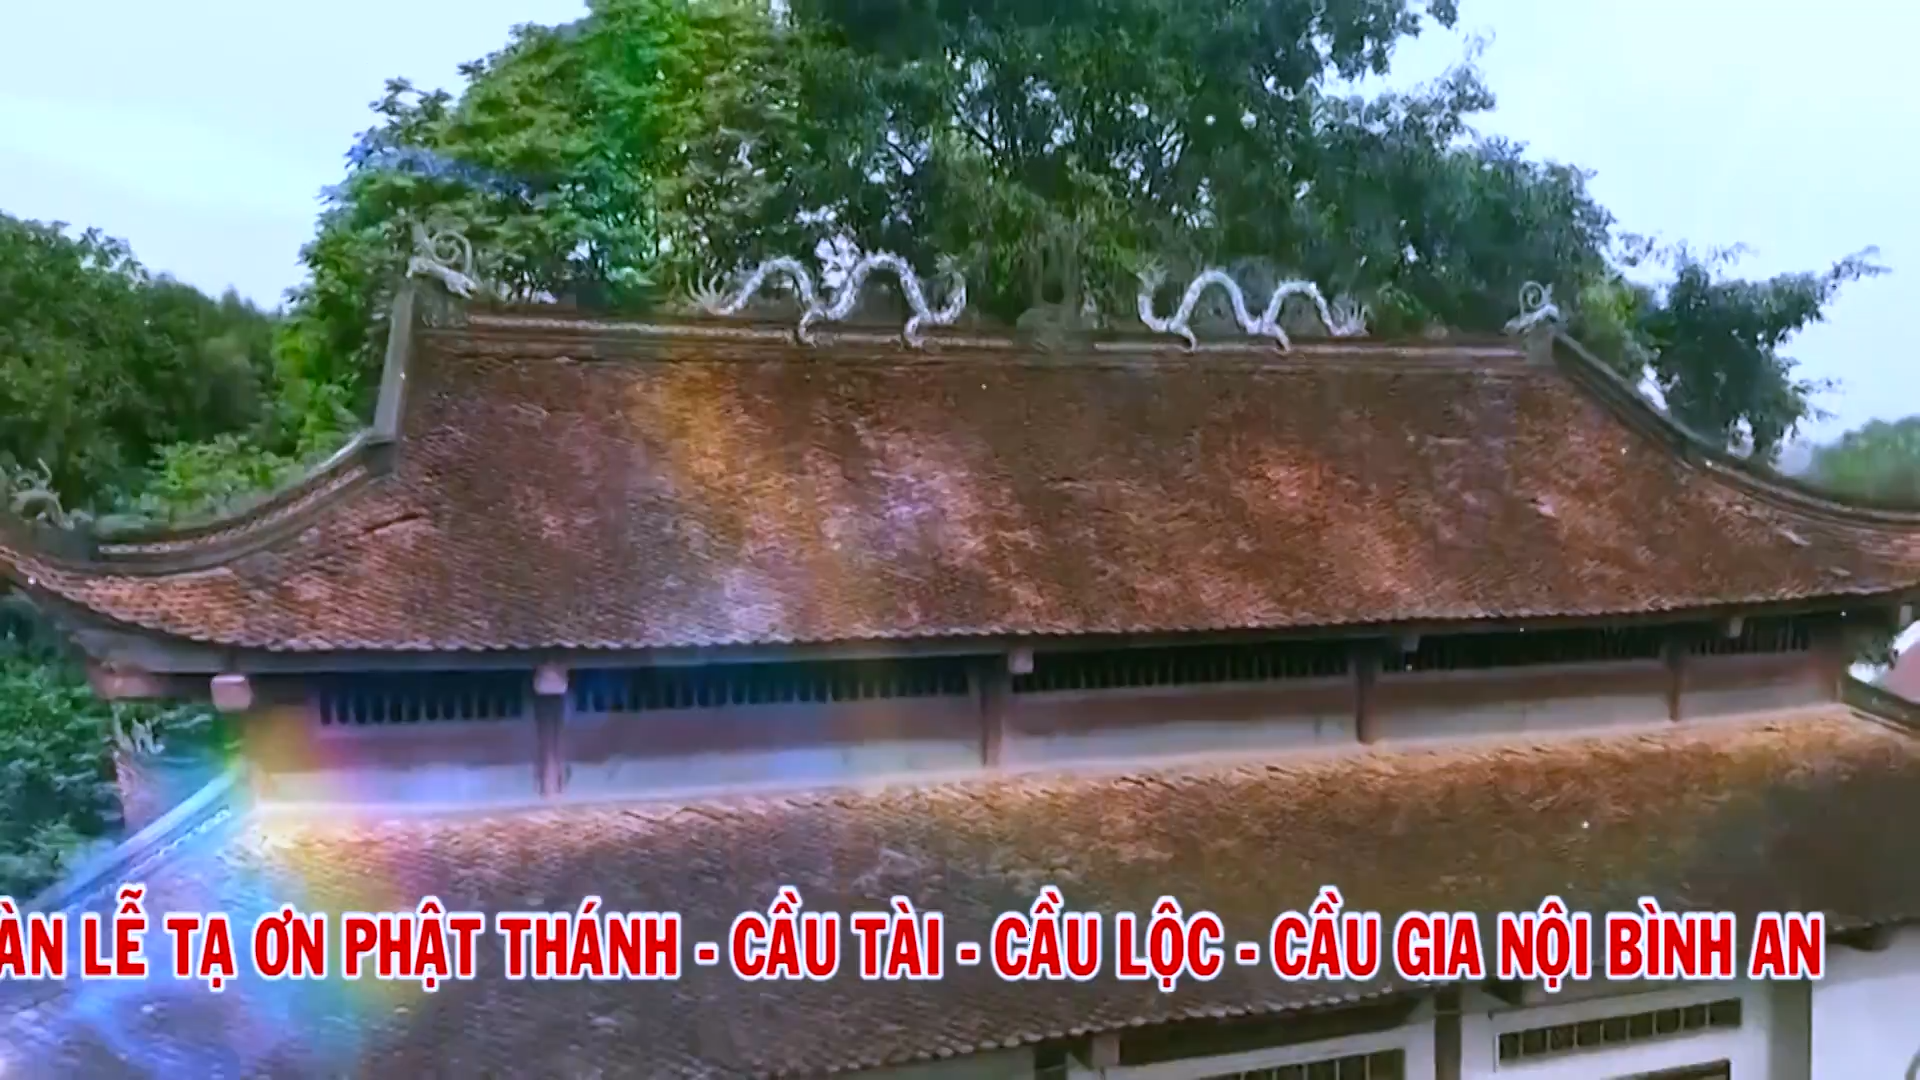 ÀN LỄ TẠ ƠN PHẬT THÁNH - CẦU TÀI - CẦU LỘC - CẦU GIA NỘI BÌNH AN